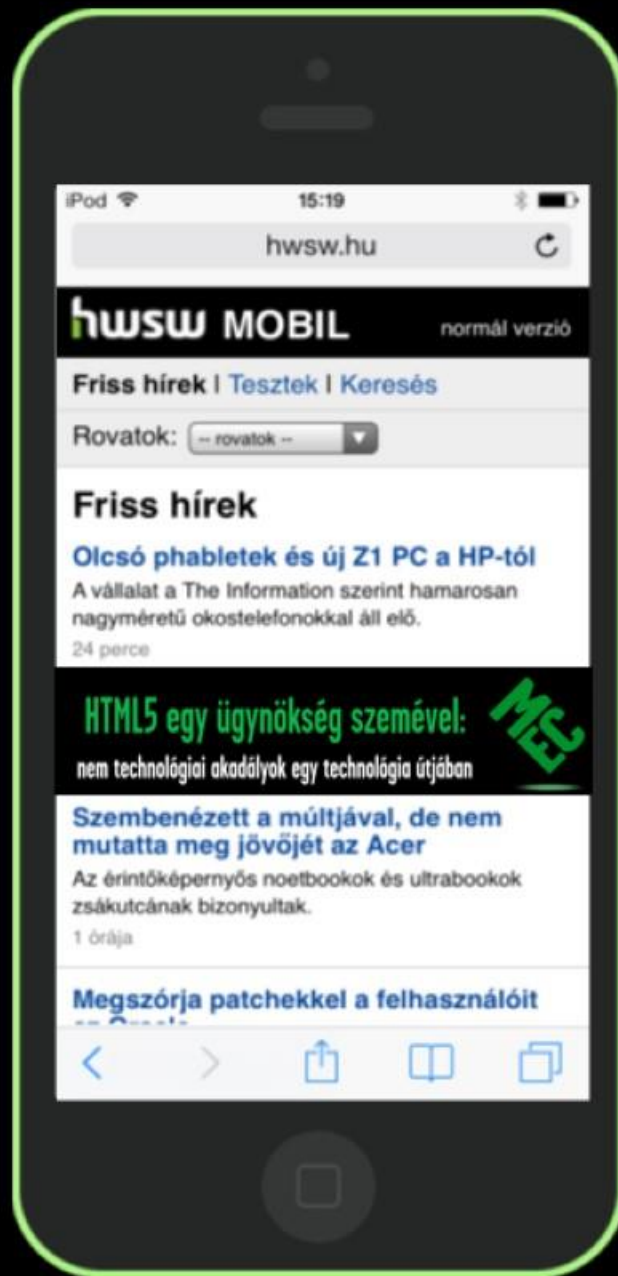 iPod 15:19
hwsw.hu
hwsw MOBIL normál verzió
Friss hírek | Tesztek | Keresés
Rovatok: -- rovatok --
Friss hírek
Olcsó phabletek és új Z1 PC a HP-tól
A vállalat a The Information szerint hamarosan
nagyméretű okostelefonokkal áll elő.
24 perce
HTML5 egy ügynökség szemével:
nem technológiai akadályok egy technológia útjában
MEC
Szembenézett a múltjával, de nem
mutatta meg jövőjét az Acer
Az érintőképernyős noetbookok és ultrabookok
zsákutcának bizonyultak.
1 órája
Megszórja patchekkel a felhasználóit